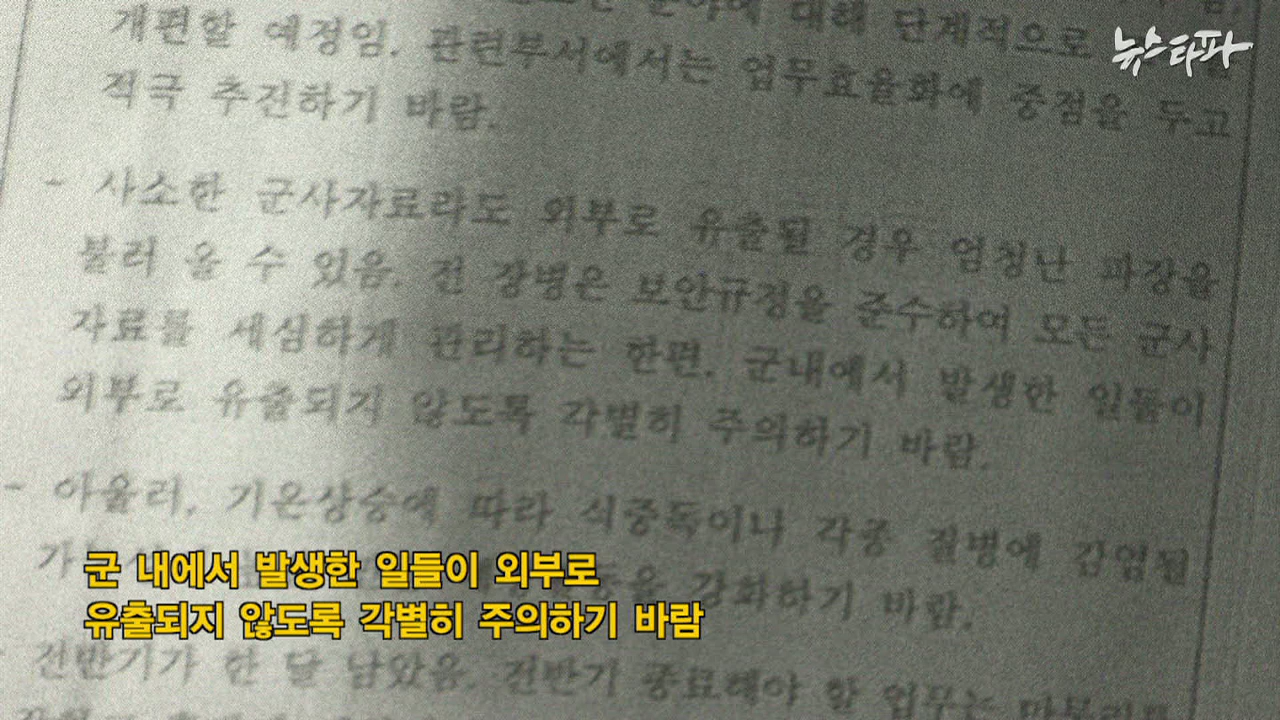 뉴스타파
대해 단계적으로
개편할 예정임. 관련부서에서는 업무효율화에 중점을 두고
적극 추진하기 바람.
- 사소한 군사자료라도 외부로 유출될 경우 엄청난 파장을
불러 올 수 있음. 전 장병은 보안규정을 준수하여 모든 군사
자료를 세심하게 관리하는 한편, 군내에서 발생한 일들이
외부로 유출되지 않도록 각별히 주의하기 바람.
- 아울러, 기온상승에 따라 식중독이나 각종 질병에 감염될
강화하기 바람.
군 내에서 발생한 일들이 외부로
유출되지 않도록 각별히 주의하기 바람
전반기가 한 달 남았음. 전반기 종료해야 할 업무는